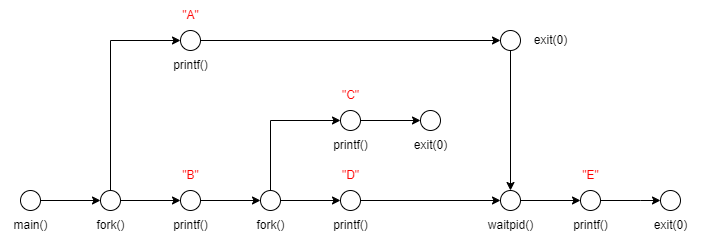 "A"
exit(0)
printf()
"C"
printf()
exit(0)
"B"
"D"
"E"
main()
fork()
printf()
fork()
printf()
waitpid()
printf()
exit(0)